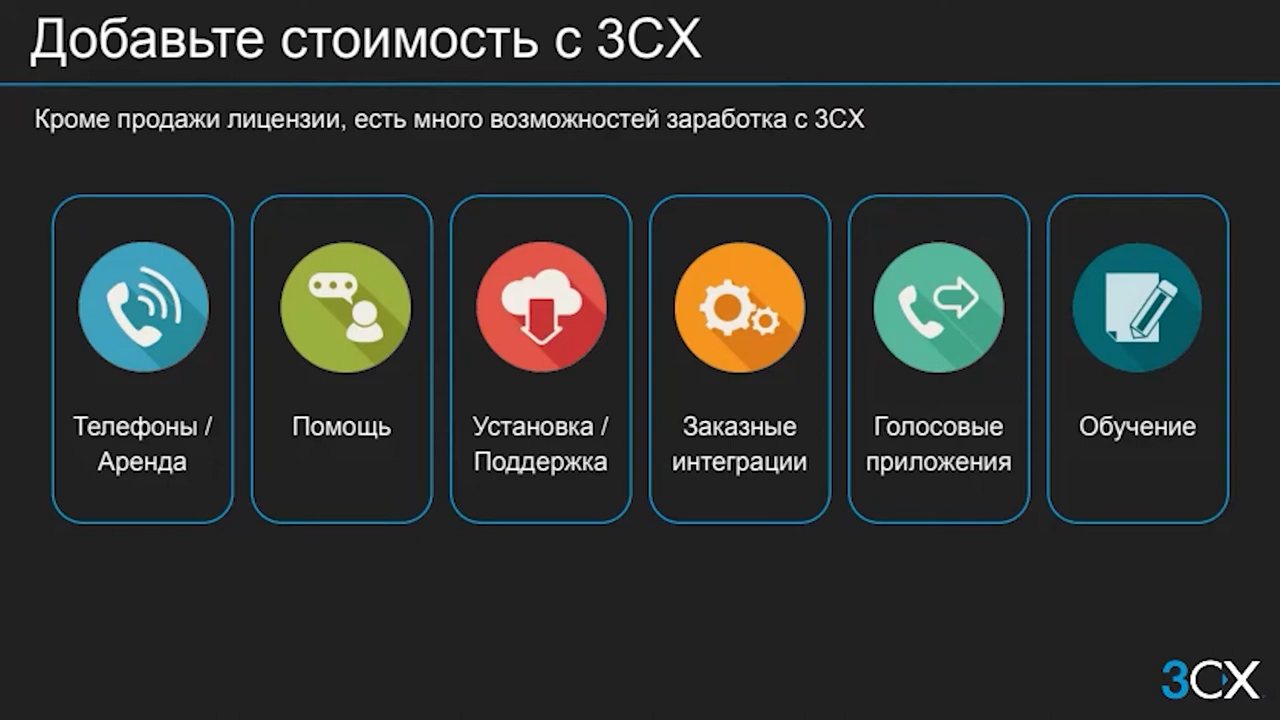 Добавьте стоимость с 3CX
Кроме продажи лицензии, есть много возможностей заработка с 3CX
Телефоны /
Аренда
Помощь
Установка /
Поддержка
Заказные
интеграции
Голосовые
приложения
Обучение
3CX